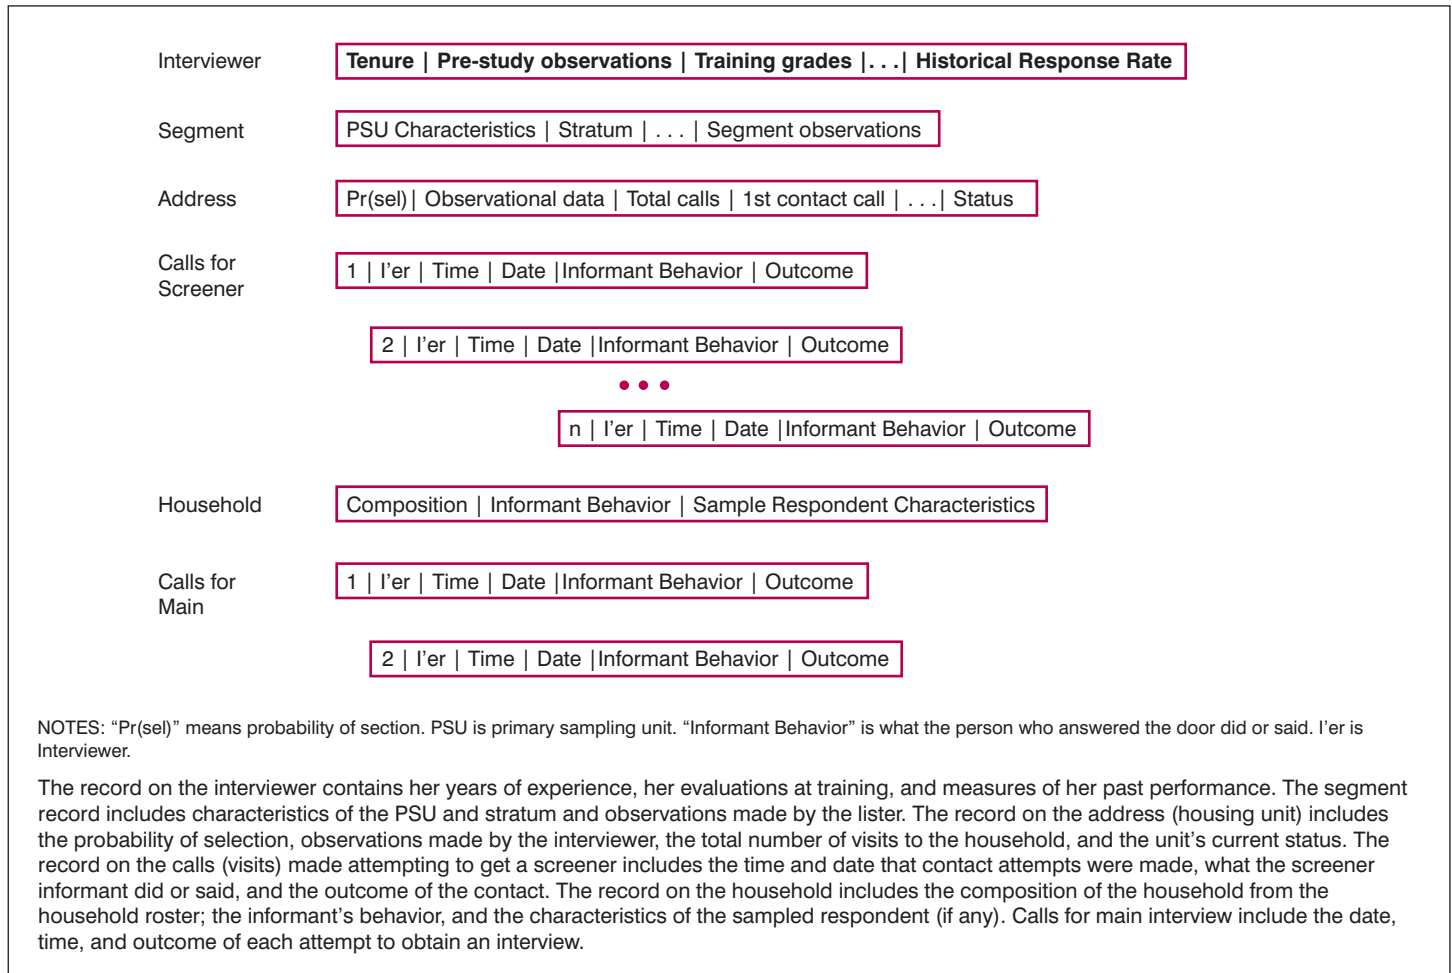 Interviewer
Tenure | Pre-study observations | Training grades |. . .| Historical Response Rate
Segment
PSU Characteristics | Stratum | . . . | Segment observations
Address
Pr(sel)| Observational data | Total calls | 1st contact call | . . .| Status
Calls for
Screener
1 | I’er | Time | Date |Informant Behavior | Outcome
2 | I’er | Time | Date |Informant Behavior | Outcome
• • •
n | I’er | Time | Date |Informant Behavior | Outcome
Household
Composition | Informant Behavior | Sample Respondent Characteristics
Calls for
Main
1 | I’er | Time | Date |Informant Behavior | Outcome
2 | I’er | Time | Date |Informant Behavior | Outcome
NOTES: “Pr(sel)” means probability of section. PSU is primary sampling unit. “Informant Behavior” is what the person who answered the door did or said. I’er is
Interviewer.
The record on the interviewer contains her years of experience, her evaluations at training, and measures of her past performance. The segment
record includes characteristics of the PSU and stratum and observations made by the lister. The record on the address (housing unit) includes
the probability of selection, observations made by the interviewer, the total number of visits to the household, and the unit’s current status. The
record on the calls (visits) made attempting to get a screener includes the time and date that contact attempts were made, what the screener
informant did or said, and the outcome of the contact. The record on the household includes the composition of the household from the
household roster; the informant’s behavior, and the characteristics of the sampled respondent (if any). Calls for main interview include the date,
time, and outcome of each attempt to obtain an interview.